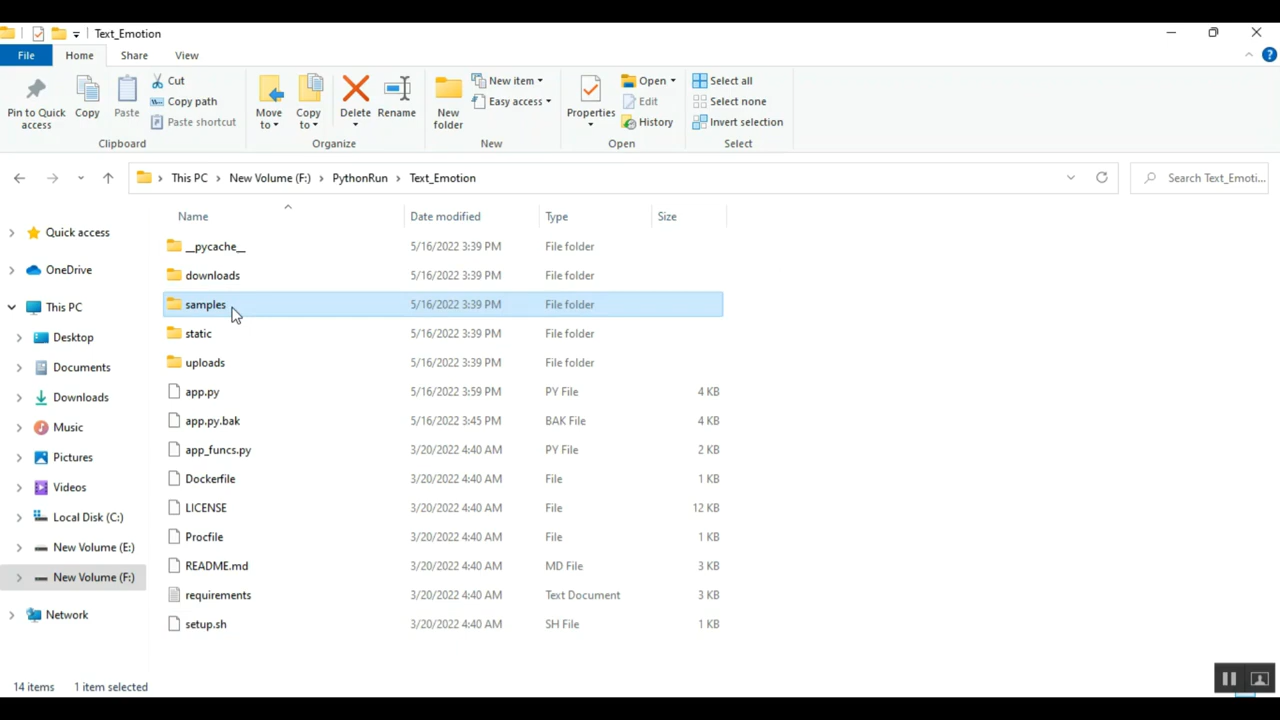 Text_Emotion
File Home Share View
Pin to Quick access
Copy
Paste
Cut
Copy path
Paste shortcut
Clipboard
Move to
Copy to
Delete
Rename
Organize
New folder
New item
Easy access
New
Properties
Open
Edit
History
Open
Select all
Select none
Invert selection
Select
This PC > New Volume (F:) > PythonRun > Text_Emotion
Search Text_Emoti...
Quick access
OneDrive
This PC
Desktop
Documents
Downloads
Music
Pictures
Videos
Local Disk (C:)
New Volume (E:)
New Volume (F:)
Network
Name Date modified Type Size
__pycache__ 5/16/2022 3:39 PM File folder
downloads 5/16/2022 3:39 PM File folder
samples 5/16/2022 3:39 PM File folder
static 5/16/2022 3:39 PM File folder
uploads 5/16/2022 3:39 PM File folder
app.py 5/16/2022 3:59 PM PY File 4 KB
app.py.bak 5/16/2022 3:45 PM BAK File 4 KB
app_funcs.py 3/20/2022 4:40 AM PY File 2 KB
Dockerfile 3/20/2022 4:40 AM File 1 KB
LICENSE 3/20/2022 4:40 AM File 12 KB
Procfile 3/20/2022 4:40 AM File 1 KB
README.md 3/20/2022 4:40 AM MD File 3 KB
requirements 3/20/2022 4:40 AM Text Document 3 KB
setup.sh 3/20/2022 4:40 AM SH File 1 KB
14 items 1 item selected